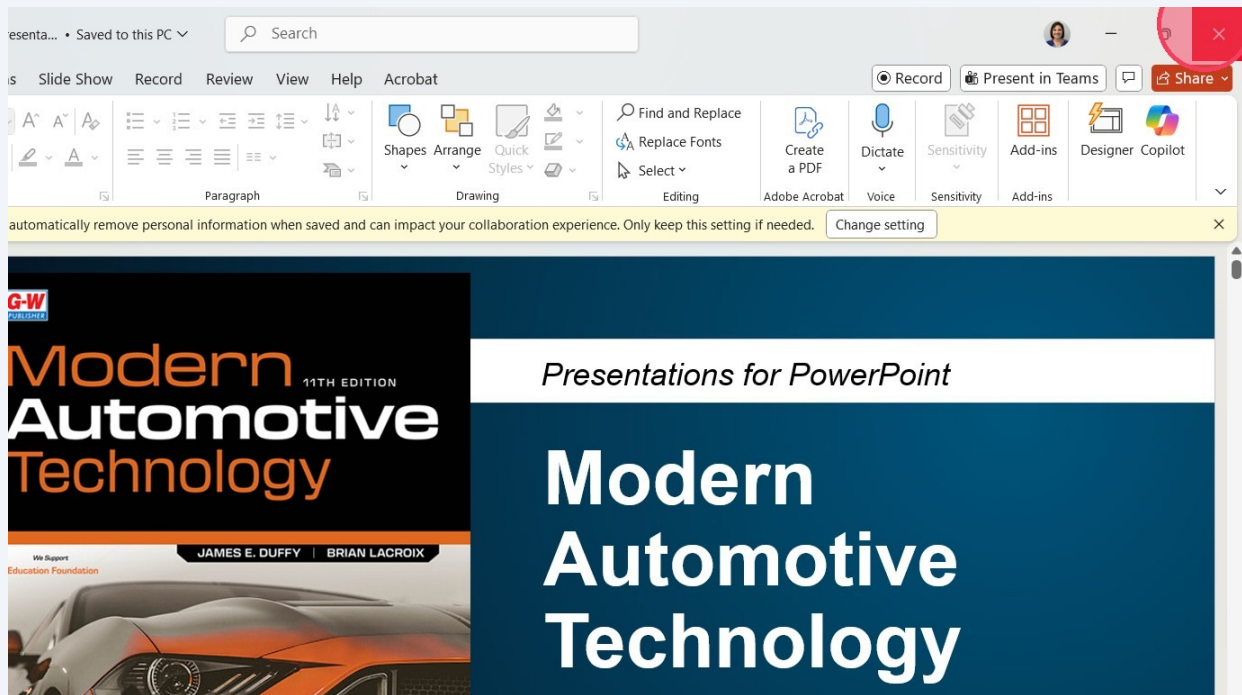 esenta... • Saved to this PC
Search
Slide Show Record Review View Help Acrobat
Record
Present in Teams
Share
Shapes Arrange Quick Styles
Find and Replace
Replace Fonts
Select
Create a PDF
Dictate
Sensitivity
Add-ins
Designer Copilot
Paragraph Drawing Editing Adobe Acrobat Voice Sensitivity Add-ins
automatically remove personal information when saved and can impact your collaboration experience. Only keep this setting if needed. Change setting
G-W
PUBLISHER
Modern
11TH EDITION
Automotive
Technology
We Support
Education Foundation
JAMES E. DUFFY | BRIAN LACROIX
Presentations for PowerPoint
Modern
Automotive
Technology